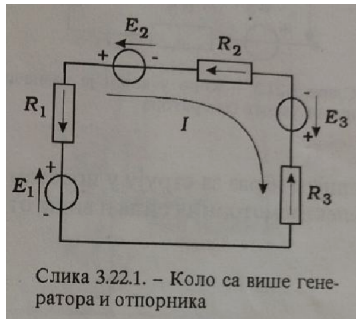 E₂
+ -
R₂
R₁
I
-
+
E₃
E₁
+
-
R₃
Слика 3.22.1. – Коло са више гене-
ратора и отпорника